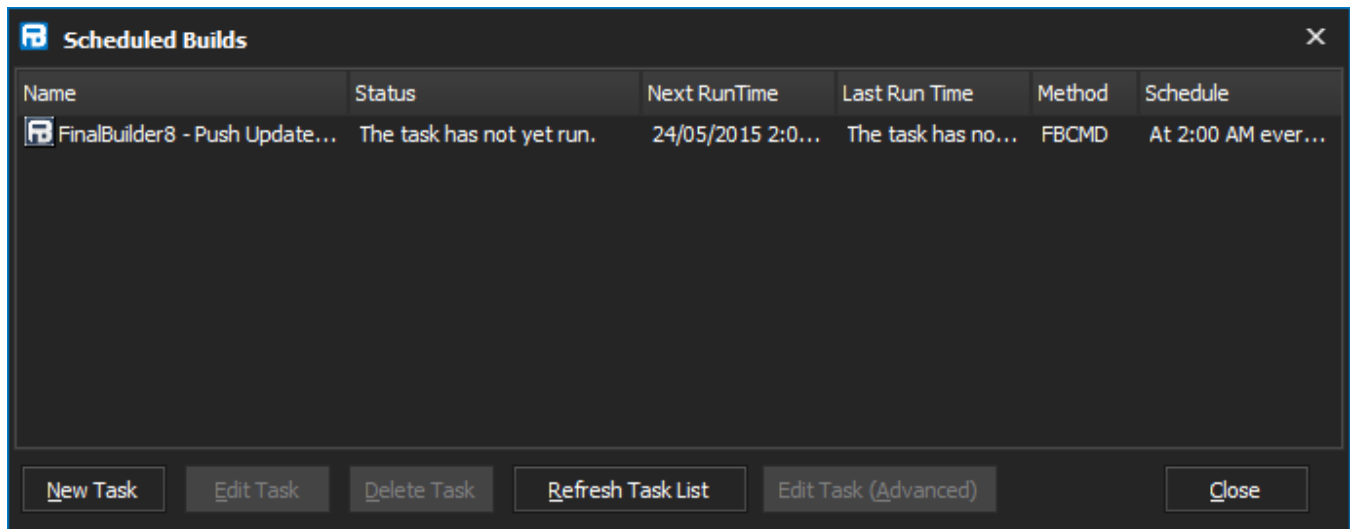 Scheduled Builds
Name Status Next RunTime Last Run Time Method Schedule
FinalBuilder8 - Push Update... The task has not yet run. 24/05/2015 2:0... The task has no... FBCMD At 2:00 AM ever...
New Task Edit Task Delete Task Refresh Task List Edit Task (Advanced) Close